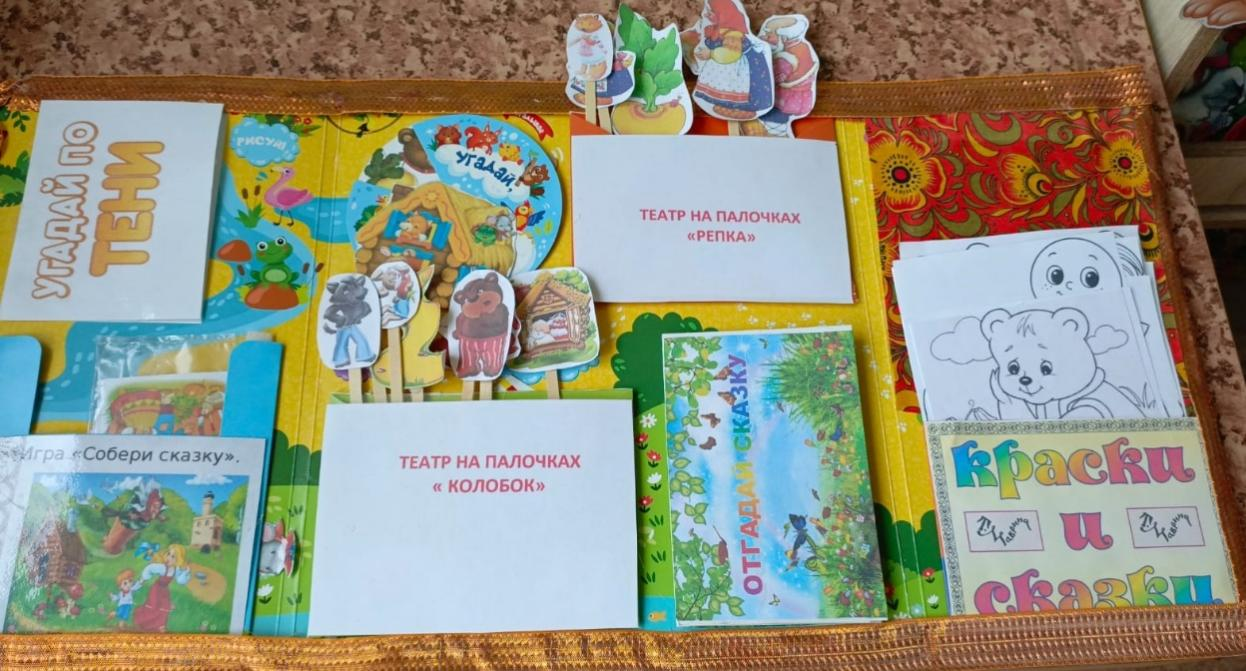 УГАДАЙ ПО
ТЕНИ
РИСУЙ!
УГАДАЙ,
ТЕАТР НА ПАЛОЧКАХ
«РЕПКА»
Игра «Собери сказку».
ТЕАТР НА ПАЛОЧКАХ
« КОЛОБОК»
ОТГАДАЙ СКАЗКУ
краски
и
сказки